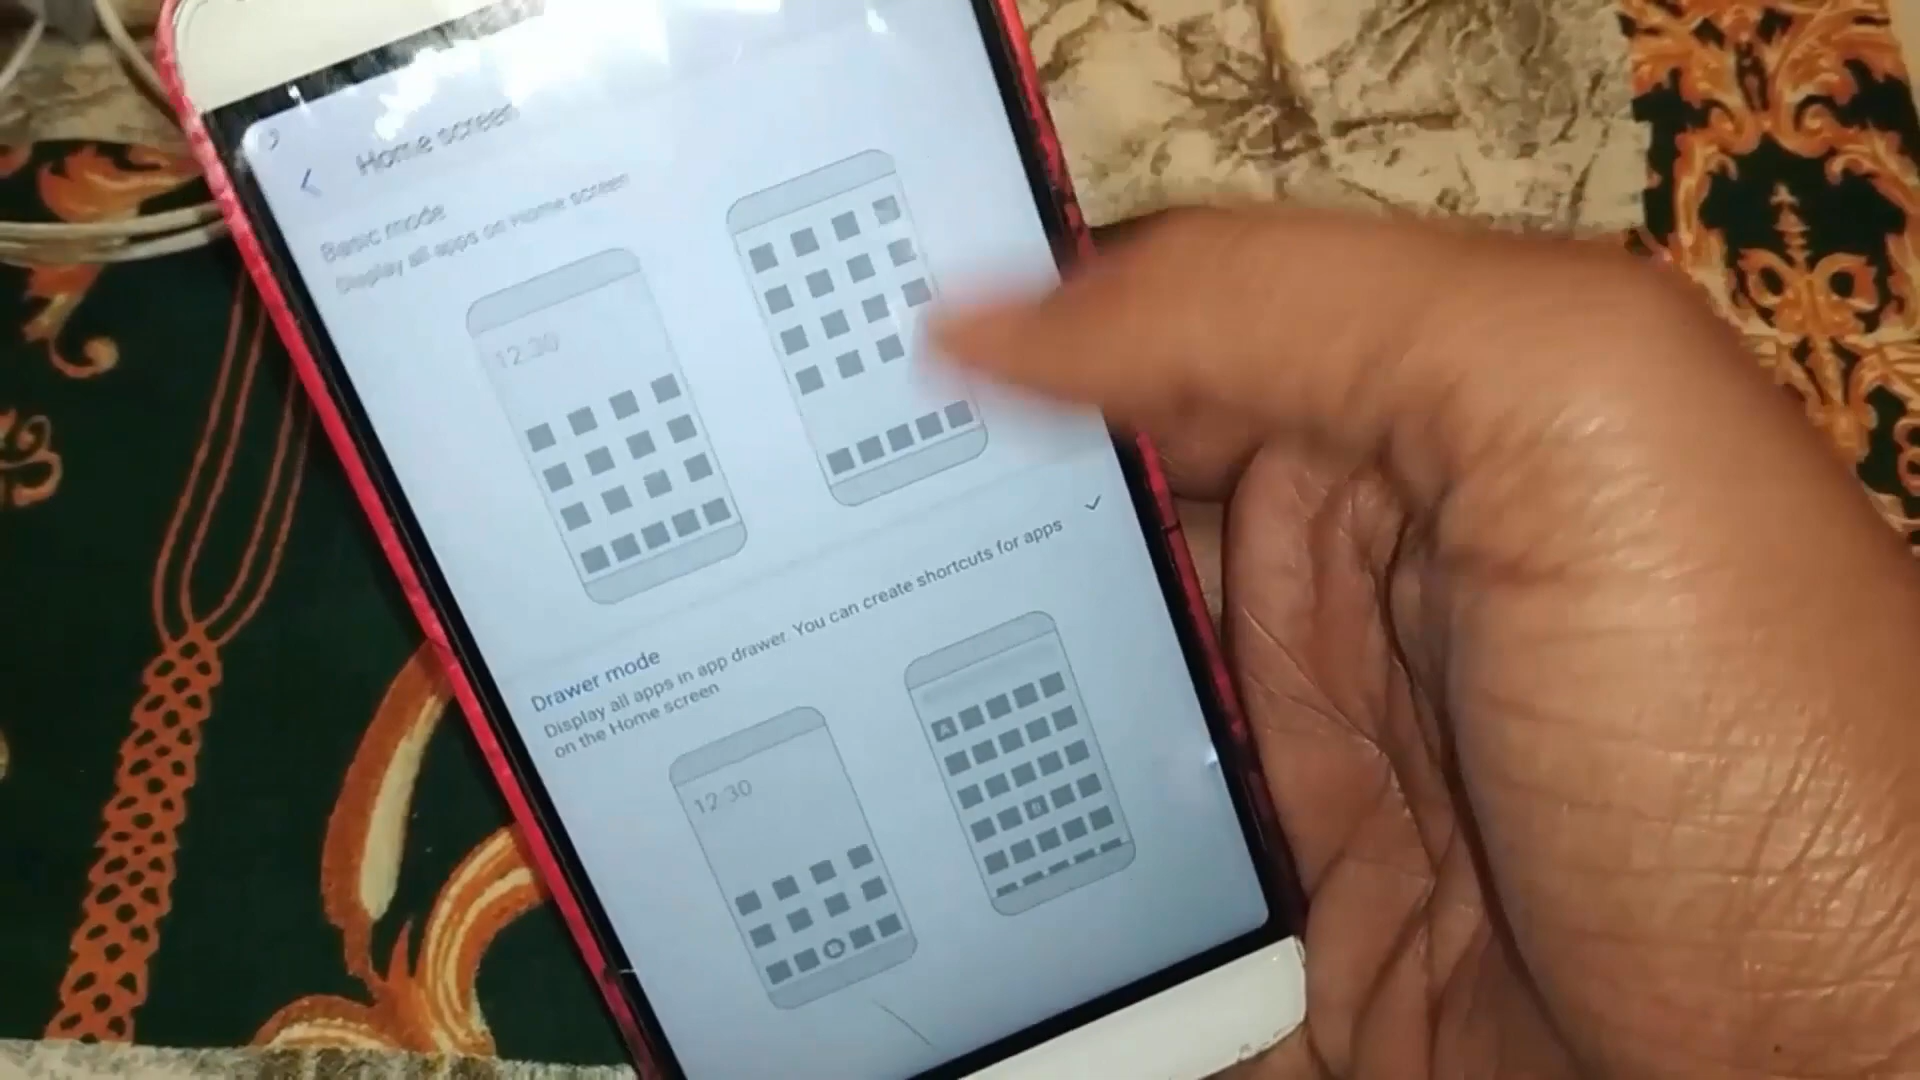 Home screen
Basic mode
Display all apps on Home screen
12:30
Drawer mode
Display all apps in app drawer. You can create shortcuts for apps
on the Home screen
12:30
A